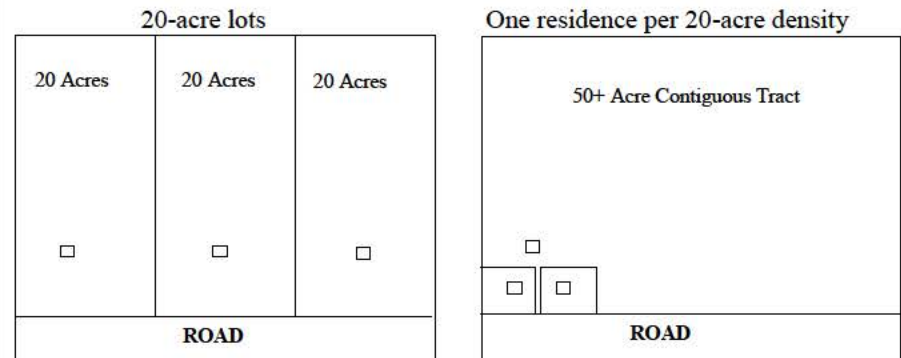 20-acre lots
20 Acres
20 Acres
20 Acres
ROAD
One residence per 20-acre density
50+ Acre Contiguous Tract
ROAD